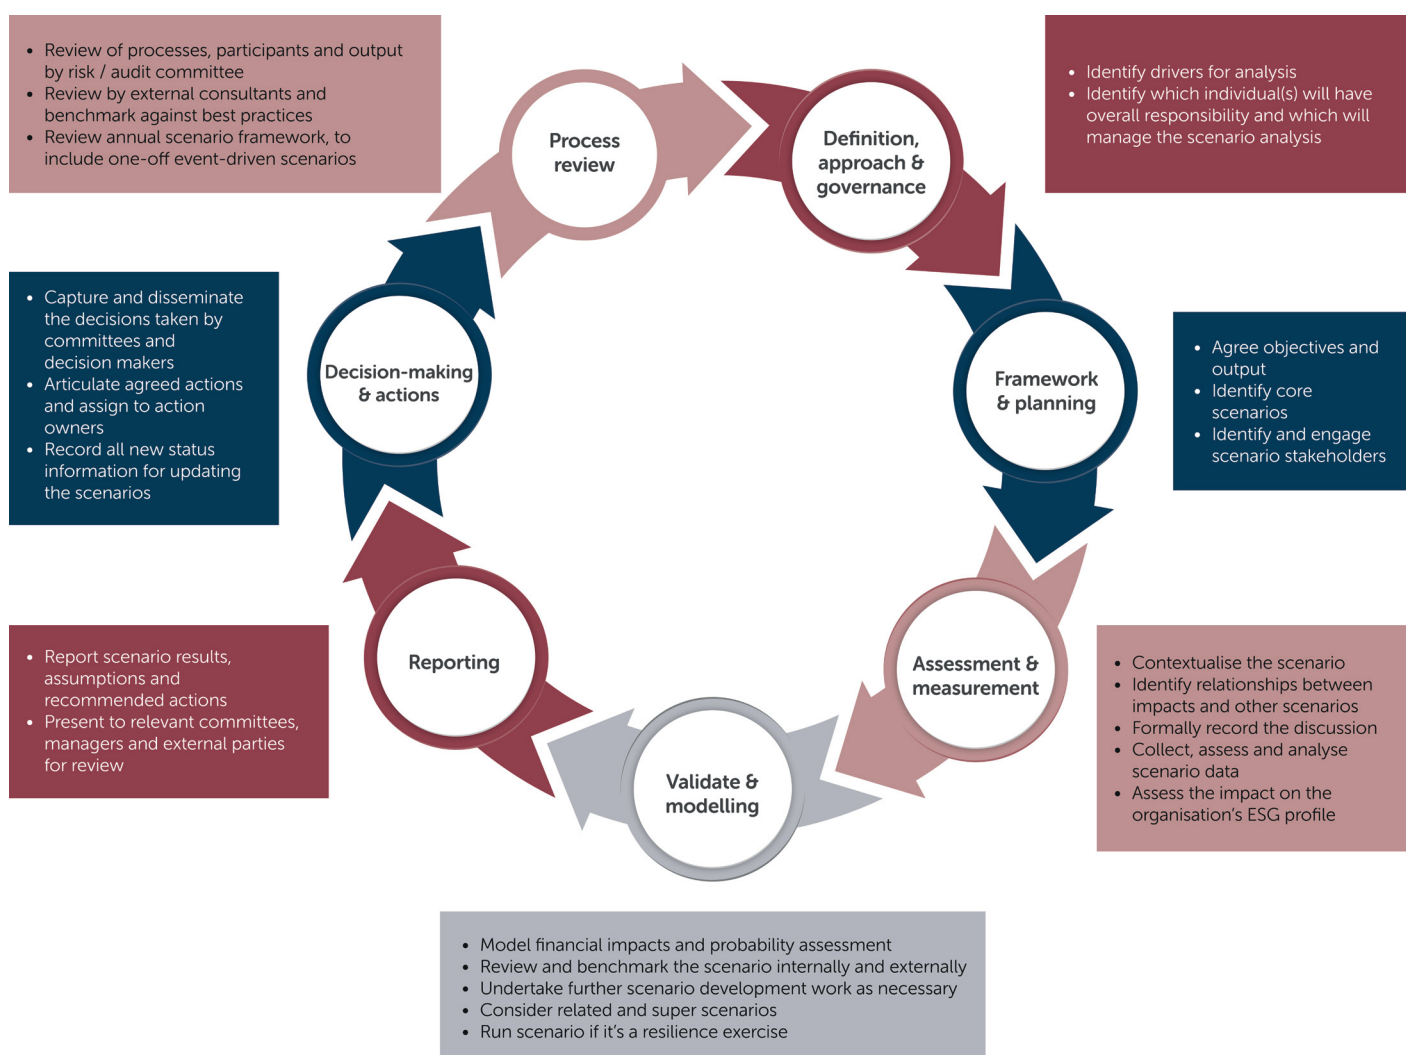 • Review of processes, participants and output
by risk / audit committee
• Review by external consultants and
benchmark against best practices
• Review annual scenario framework, to
include one-off event-driven scenarios
Process
review
Definition,
approach &
governance
• Identify drivers for analysis
• Identify which individual(s) will have
overall responsibility and which will
manage the scenario analysis
• Capture and disseminate
the decisions taken by
committees and
decision makers
• Articulate agreed actions
and assign to action
owners
• Record all new status
information for updating
the scenarios
Decision-making
& actions
Framework
& planning
• Agree objectives and
output
• Identify core
scenarios
• Identify and engage
scenario stakeholders
• Report scenario results,
assumptions and
recommended actions
• Present to relevant committees,
managers and external parties
for review
Reporting
Assessment &
measurement
• Contextualise the scenario
• Identify relationships between
impacts and other scenarios
• Formally record the discussion
• Collect, assess and analyse
scenario data
• Assess the impact on the
organisation’s ESG profile
Validate &
modelling
• Model financial impacts and probability assessment
• Review and benchmark the scenario internally and externally
• Undertake further scenario development work as necessary
• Consider related and super scenarios
• Run scenario if it’s a resilience exercise